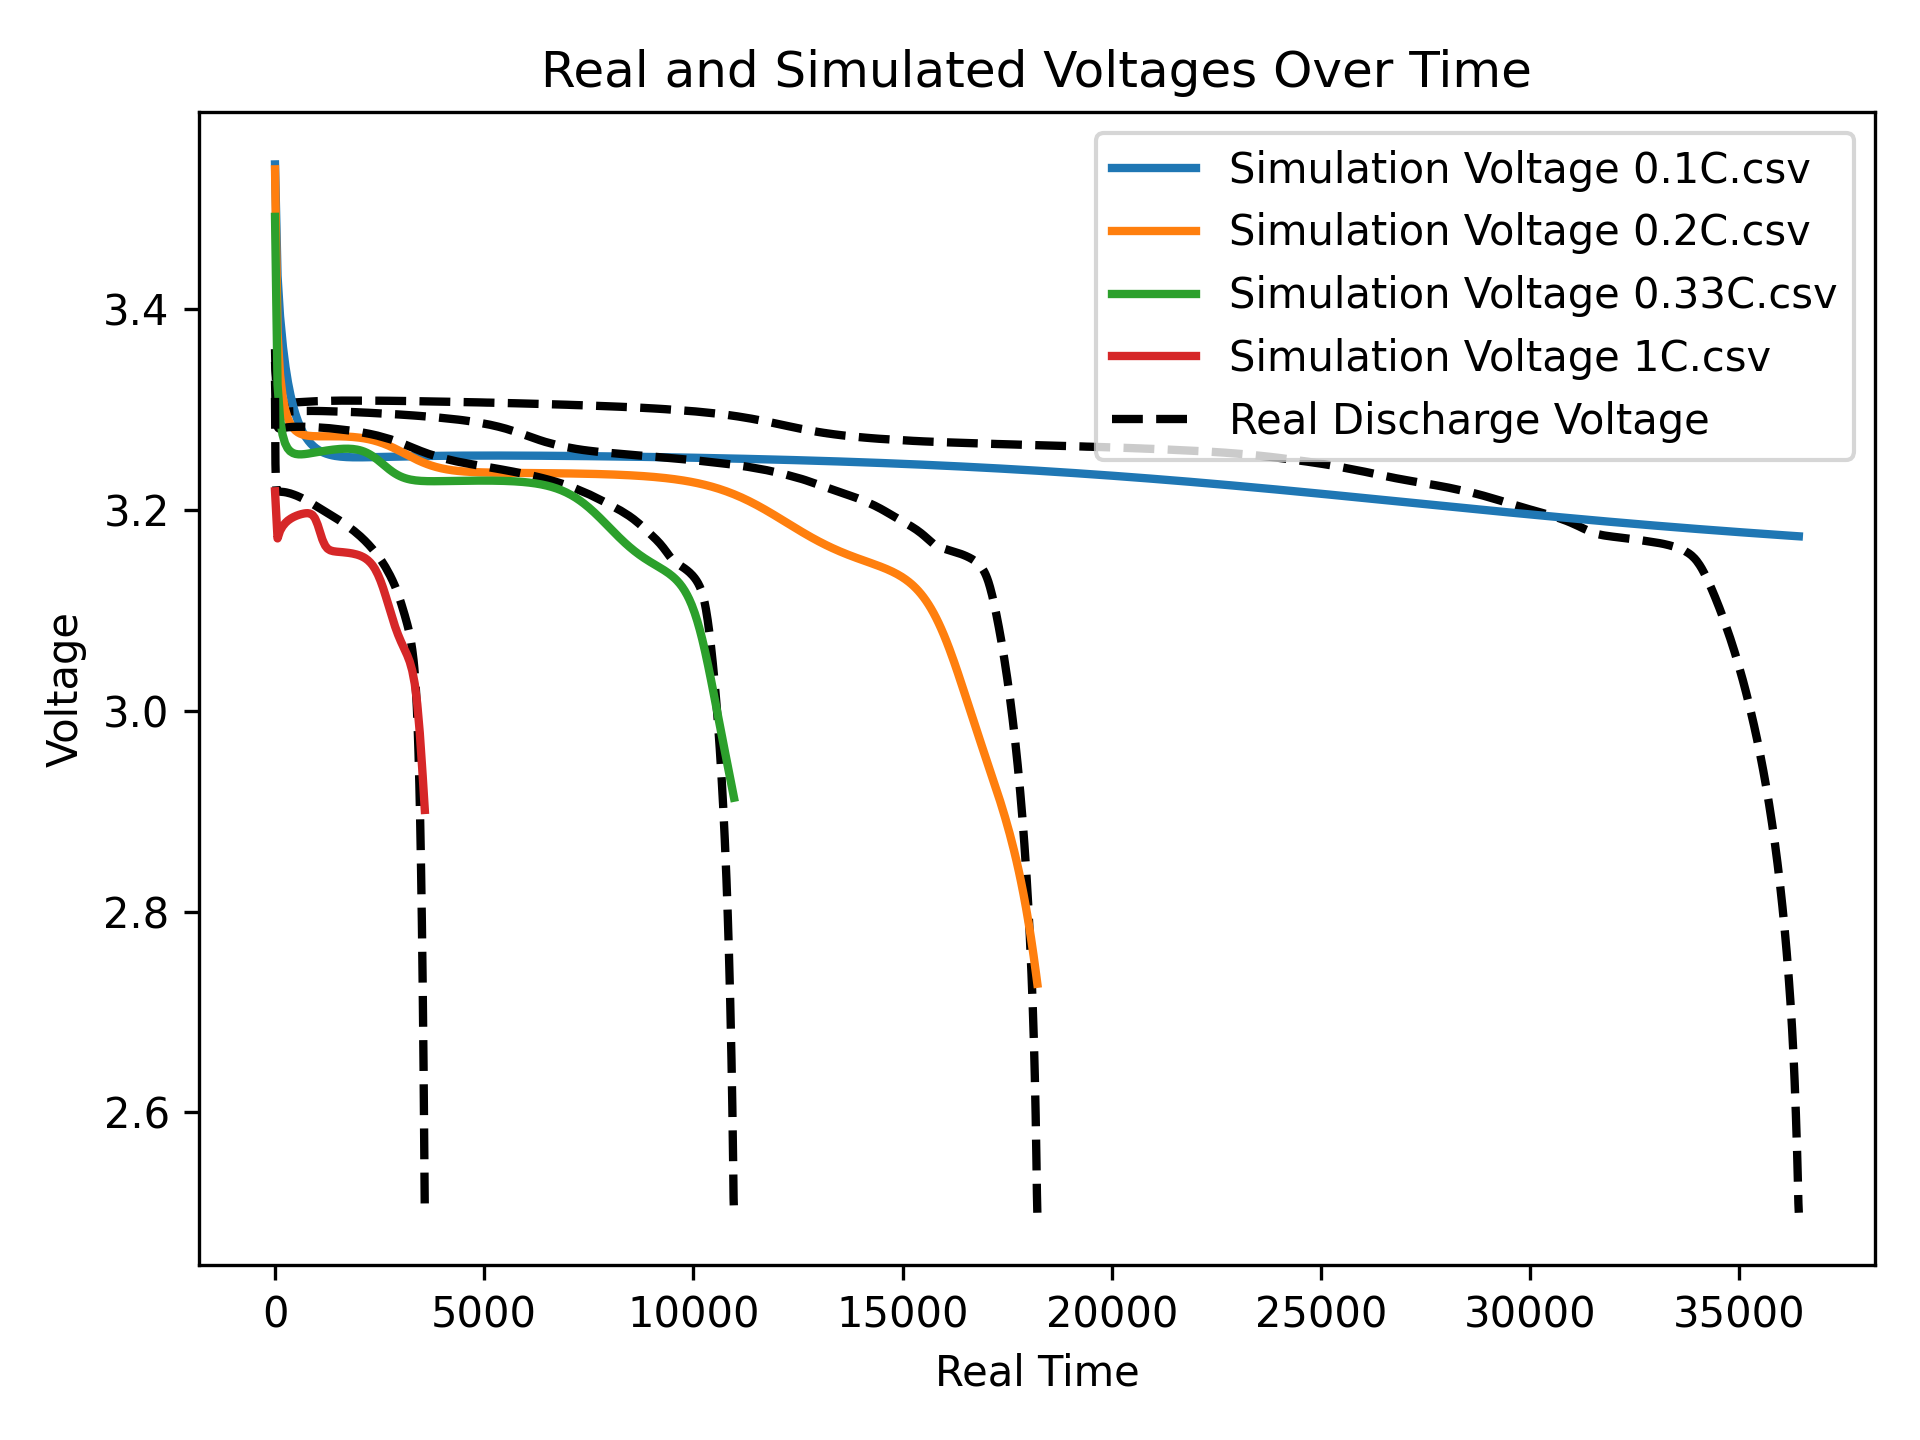 Real and Simulated Voltages Over Time
Simulation Voltage 0.1C.csv
Simulation Voltage 0.2C.csv
Simulation Voltage 0.33C.csv
Simulation Voltage 1C.csv
Real Discharge Voltage
Voltage
3.4
3.2
3.0
2.8
2.6
0 5000 10000 15000 20000 25000 30000 35000
Real Time